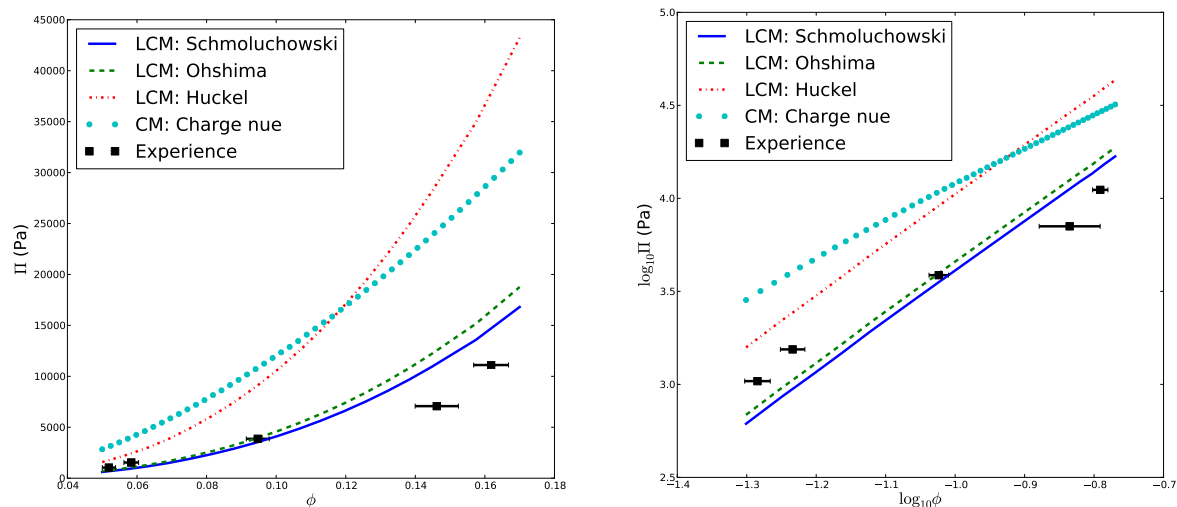 45000
40000
35000
30000
25000
20000
15000
10000
5000
0
Π (Pa)
LCM: Schmoluchowski
LCM: Ohshima
LCM: Huckel
CM: Charge nue
Experience
0.04 0.06 0.08 0.10 0.12 0.14 0.16 0.18
ϕ
5.0
4.5
4.0
3.5
3.0
2.5
log₁₀Π (Pa)
LCM: Schmoluchowski
LCM: Ohshima
LCM: Huckel
CM: Charge nue
Experience
−1.4 −1.3 −1.2 −1.1 −1.0 −0.9 −0.8 −0.7
log₁₀ϕ